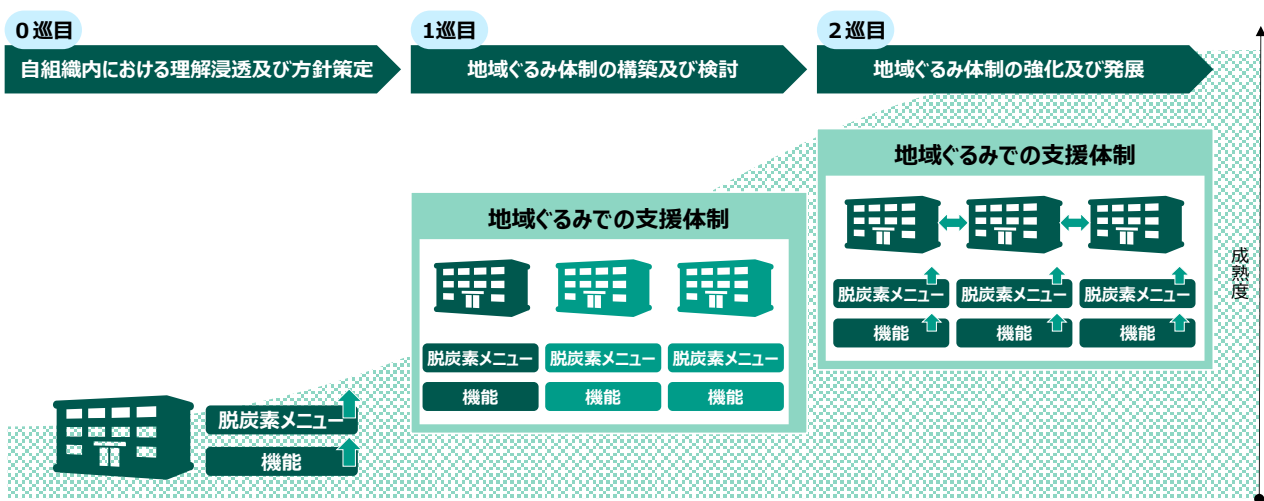 0巡目
自組織内における理解浸透及び方針策定
1巡目
地域ぐるみ体制の構築及び検討
2巡目
地域ぐるみ体制の強化及び発展
成熟度
脱炭素メニュー
機能
地域ぐるみでの支援体制
脱炭素メニュー 脱炭素メニュー 脱炭素メニュー
機能 機能 機能
地域ぐるみでの支援体制
脱炭素メニュー 脱炭素メニュー 脱炭素メニュー
機能 機能 機能